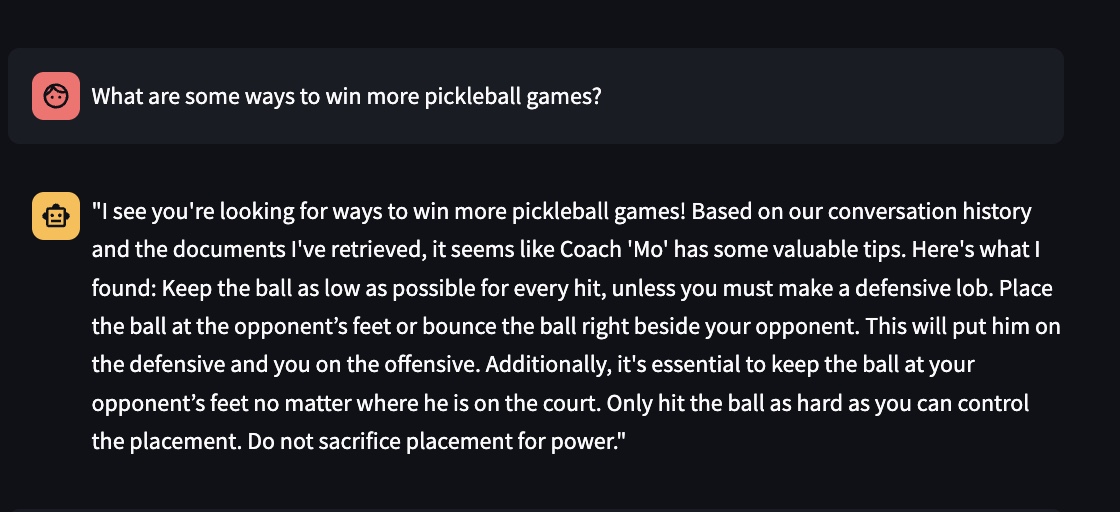 What are some ways to win more pickleball games?
"I see you're looking for ways to win more pickleball games! Based on our conversation history
and the documents I've retrieved, it seems like Coach 'Mo' has some valuable tips. Here's what I
found: Keep the ball as low as possible for every hit, unless you must make a defensive lob. Place
the ball at the opponent’s feet or bounce the ball right beside your opponent. This will put him on
the defensive and you on the offensive. Additionally, it's essential to keep the ball at your
opponent’s feet no matter where he is on the court. Only hit the ball as hard as you can control
the placement. Do not sacrifice placement for power."